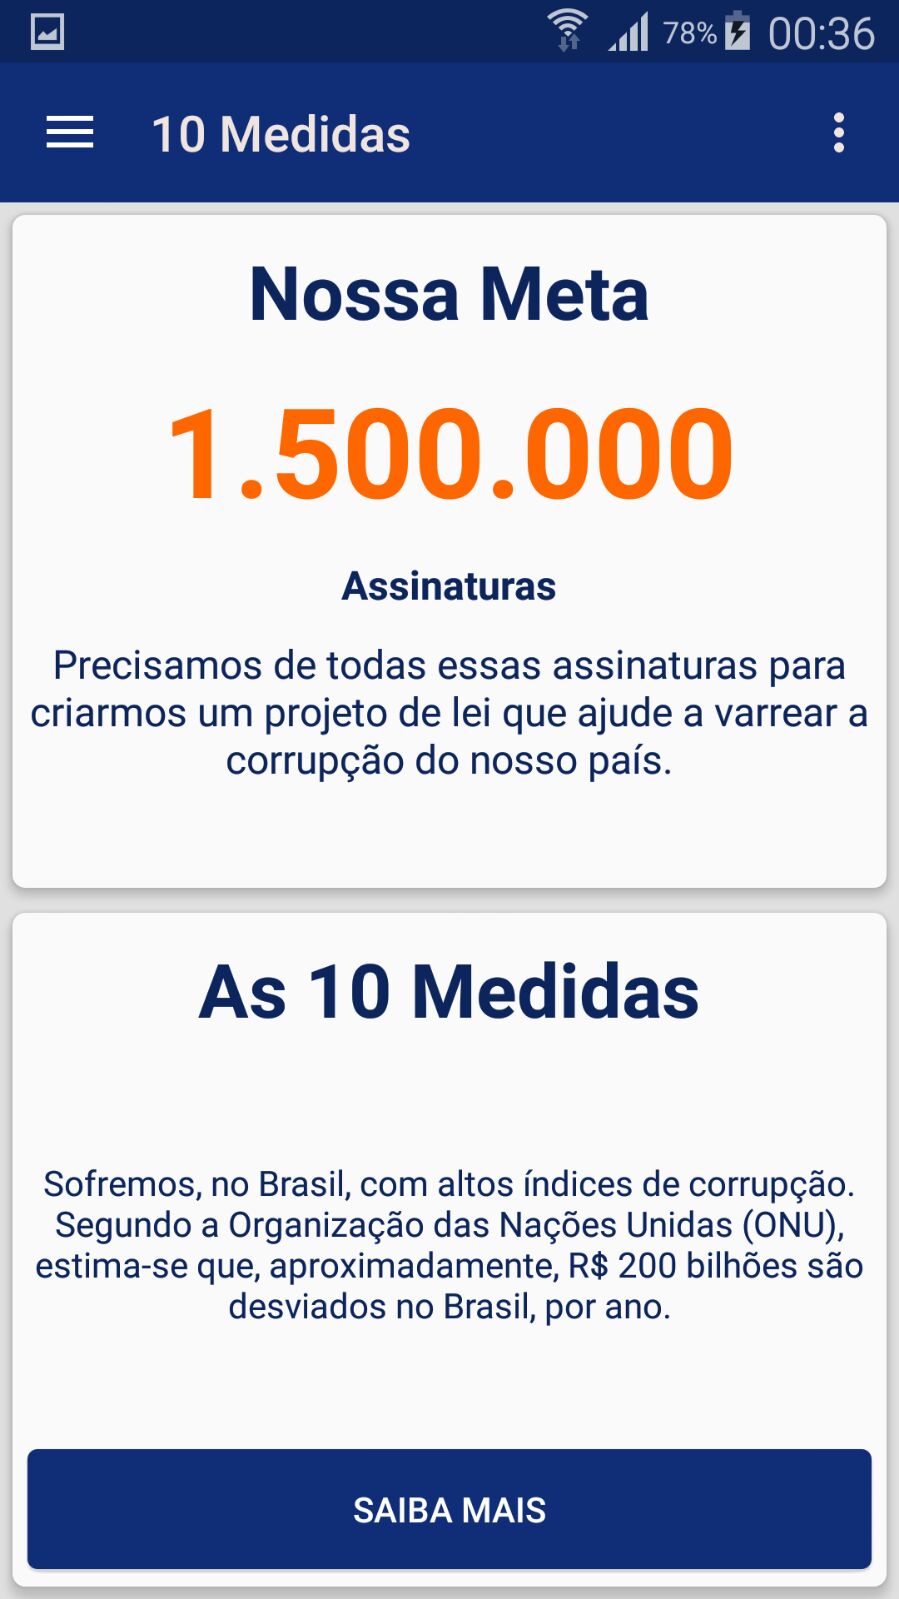 78% 00:36
10 Medidas
Nossa Meta
1.500.000
Assinaturas
Precisamos de todas essas assinaturas para
criarmos um projeto de lei que ajude a varrear a
corrupção do nosso país.
As 10 Medidas
Sofremos, no Brasil, com altos índices de corrupção.
Segundo a Organização das Nações Unidas (ONU),
estima-se que, aproximadamente, R$ 200 bilhões são
desviados no Brasil, por ano.
SAIBA MAIS